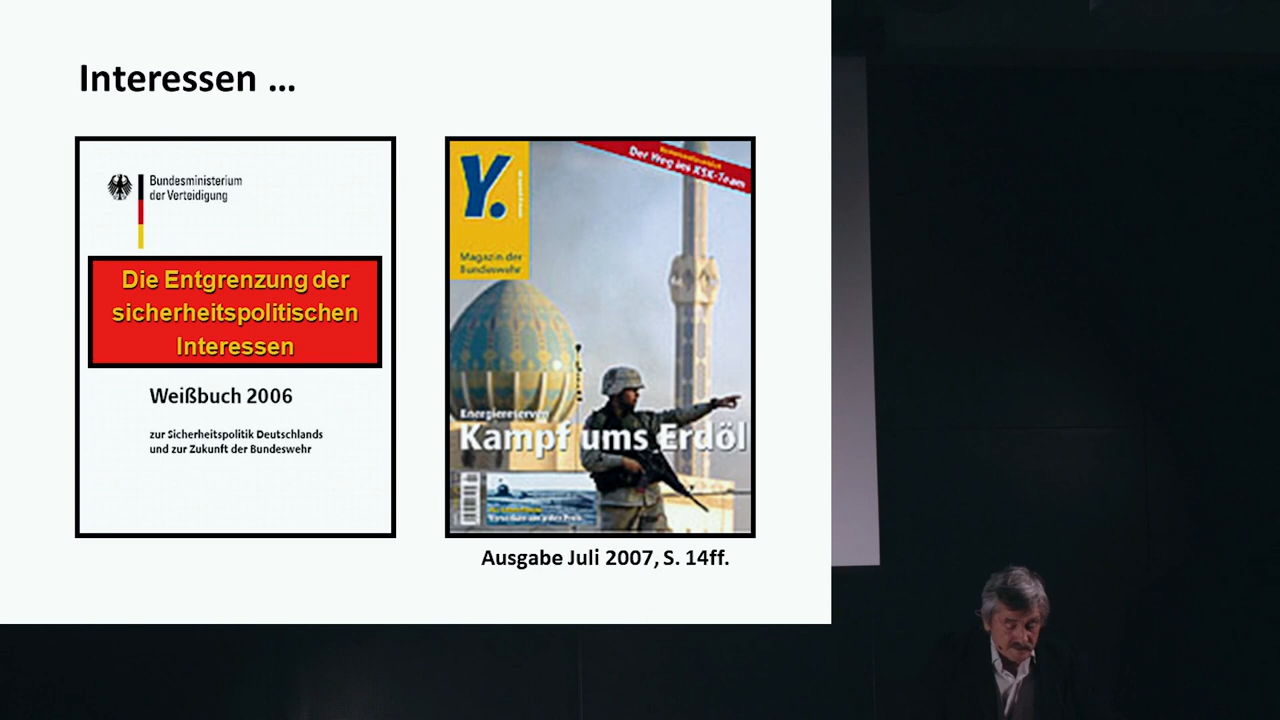 Interessen ...
Bundesministerium
der Verteidigung
Die Entgrenzung der
sicherheitspolitischen
Interessen
Weißbuch 2006
zur Sicherheitspolitik Deutschlands
und zur Zukunft der Bundeswehr
Der Weg ins KSK-Team
Y.
Magazin der
Bundeswehr
Energiereserven
Kampf ums Erdöl
Ausgabe Juli 2007, S. 14ff.